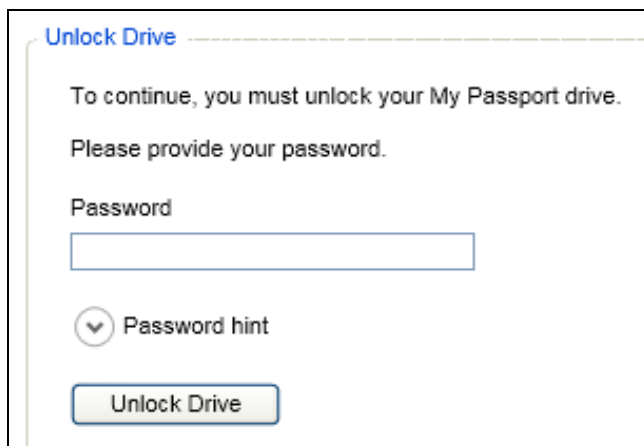 Unlock Drive
To continue, you must unlock your My Passport drive.
Please provide your password.
Password
Password hint
Unlock Drive